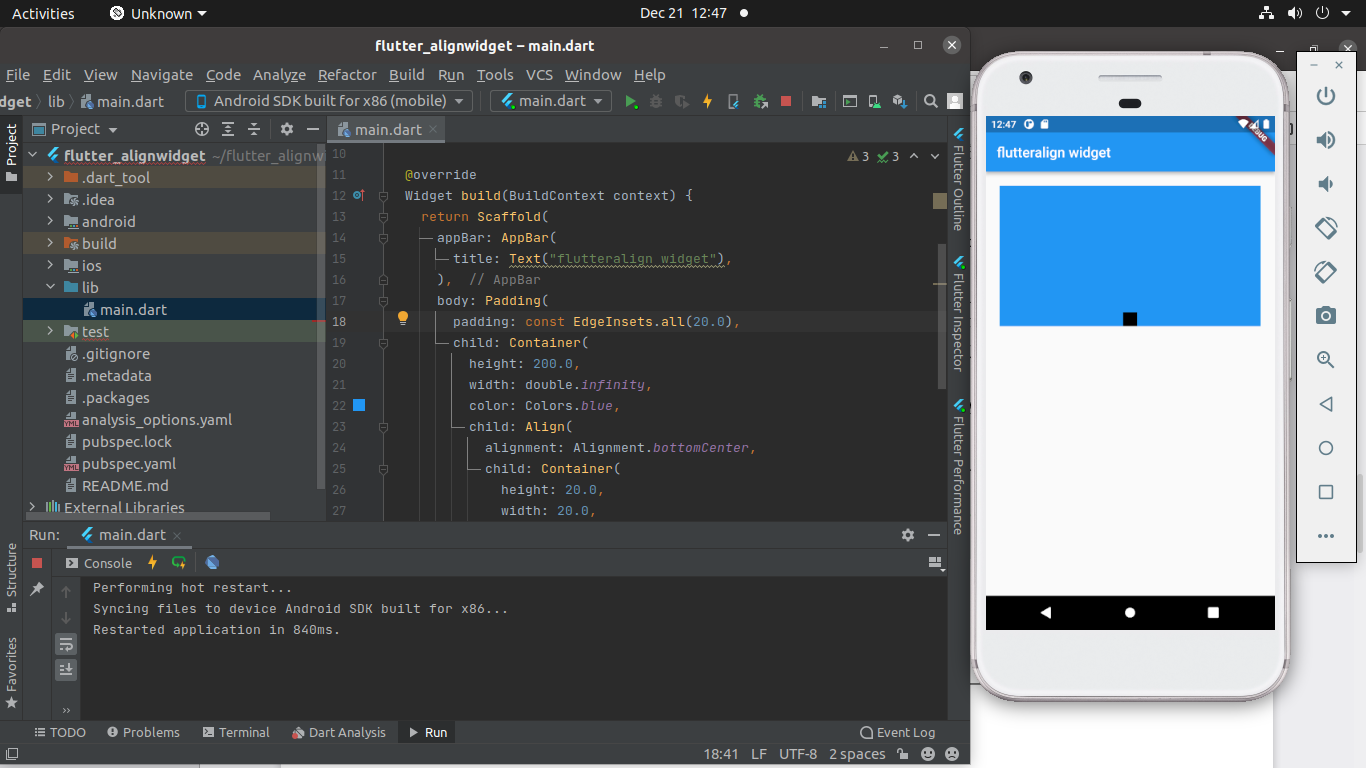 Activities Unknown Dec 21 12:47
flutter_alignwidget – main.dart
File Edit View Navigate Code Analyze Refactor Build Run Tools VCS Window Help
dget lib main.dart Android SDK built for x86 (mobile) main.dart
Project
Project
main.dart
flutter_alignwidget ~/flutter_alignwi
.dart_tool
.idea
android
build
ios
lib
main.dart
test
.gitignore
.metadata
.packages
analysis_options.yaml
pubspec.lock
pubspec.yaml
README.md
External Libraries
3 3
10
11 @override
12 Widget build(BuildContext context) {
13 return Scaffold(
14 appBar: AppBar(
15 title: Text("flutteralign widget"),
16 ), // AppBar
17 body: Padding(
18 padding: const EdgeInsets.all(20.0),
19 child: Container(
20 height: 200.0,
21 width: double.infinity,
22 color: Colors.blue,
23 child: Align(
24 alignment: Alignment.bottomCenter,
25 child: Container(
26 height: 20.0,
27 width: 20.0,
Flutter Outline
Flutter Inspector
Flutter Performance
Run: main.dart
Console
Performing hot restart...
Syncing files to device Android SDK built for x86...
Restarted application in 840ms.
Structure
Favorites
TODO Problems Terminal Dart Analysis Run Event Log
18:41 LF UTF-8 2 spaces
12:47
DEBUG
flutteralign widget